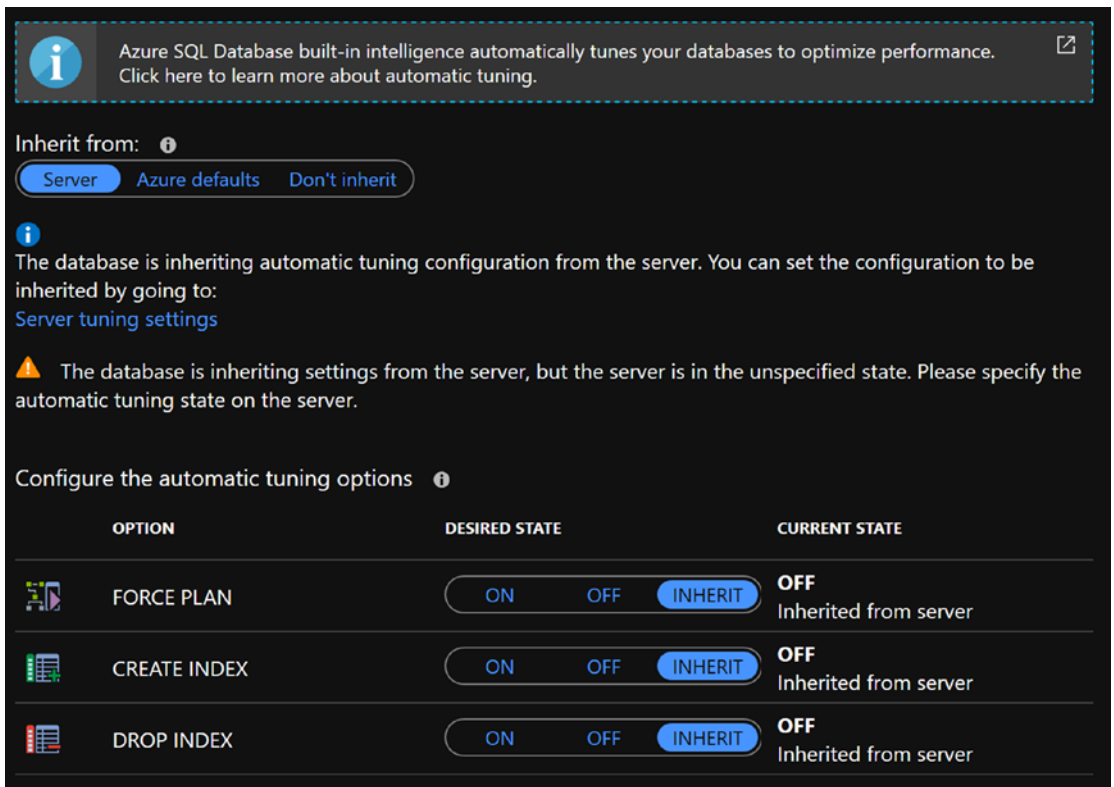 Azure SQL Database built-in intelligence automatically tunes your databases to optimize performance.
Click here to learn more about automatic tuning.
Inherit from:
Server Azure defaults Don't inherit
The database is inheriting automatic tuning configuration from the server. You can set the configuration to be
inherited by going to:
Server tuning settings
The database is inheriting settings from the server, but the server is in the unspecified state. Please specify the
automatic tuning state on the server.
Configure the automatic tuning options
OPTION DESIRED STATE CURRENT STATE
FORCE PLAN ON OFF INHERIT OFF
Inherited from server
CREATE INDEX ON OFF INHERIT OFF
Inherited from server
DROP INDEX ON OFF INHERIT OFF
Inherited from server